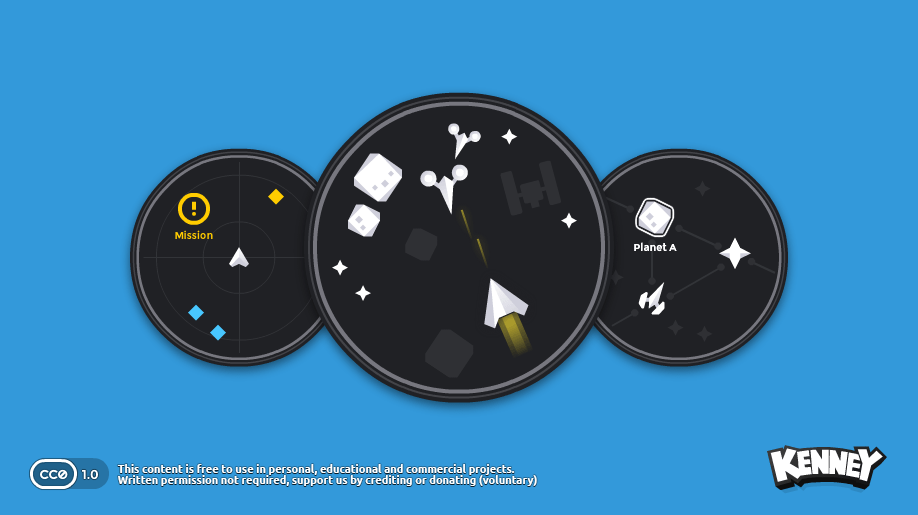 Mission
Planet A
CC0 1.0
This content is free to use in personal, educational and commercial projects.
Written permission not required, support us by crediting or donating (voluntary)
KENNEY